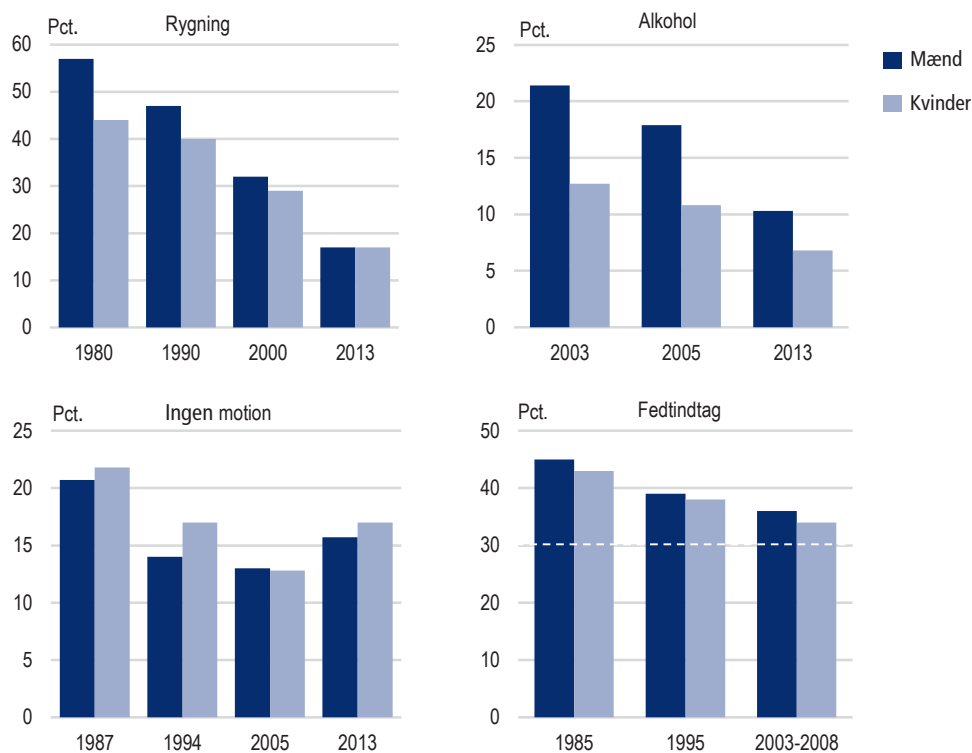 Pct. Rygning
60
50
40
30
20
10
0
1980 1990 2000 2013
Pct. Alkohol
25
20
15
10
5
0
2003 2005 2013
Mænd
Kvinder
Pct. Ingen motion
25
20
15
10
5
0
1987 1994 2005 2013
Pct. Fedtindtag
50
40
30
20
10
0
1985 1995 2003-2008